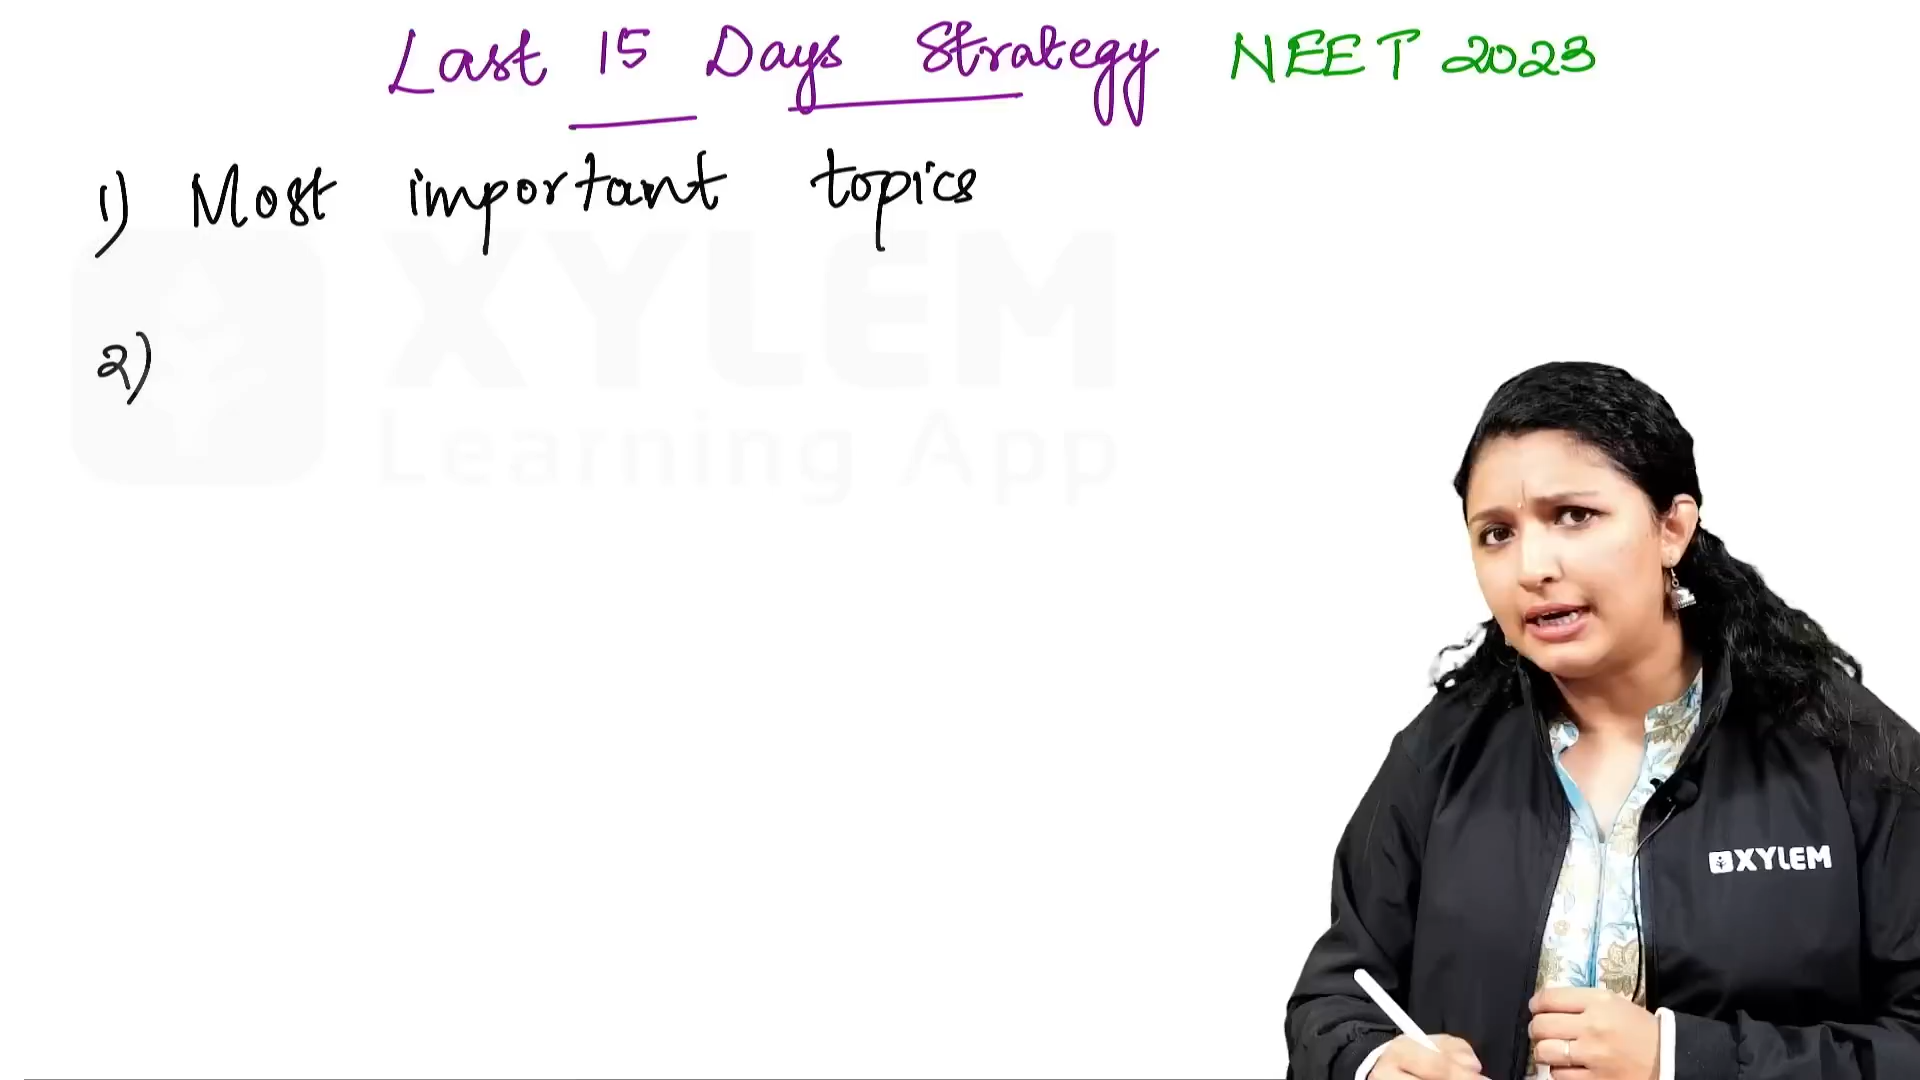 Last 15 Days Strategy NEET 2023
1) Most important topics
2)
XYLEM
Learning App
XYLEM